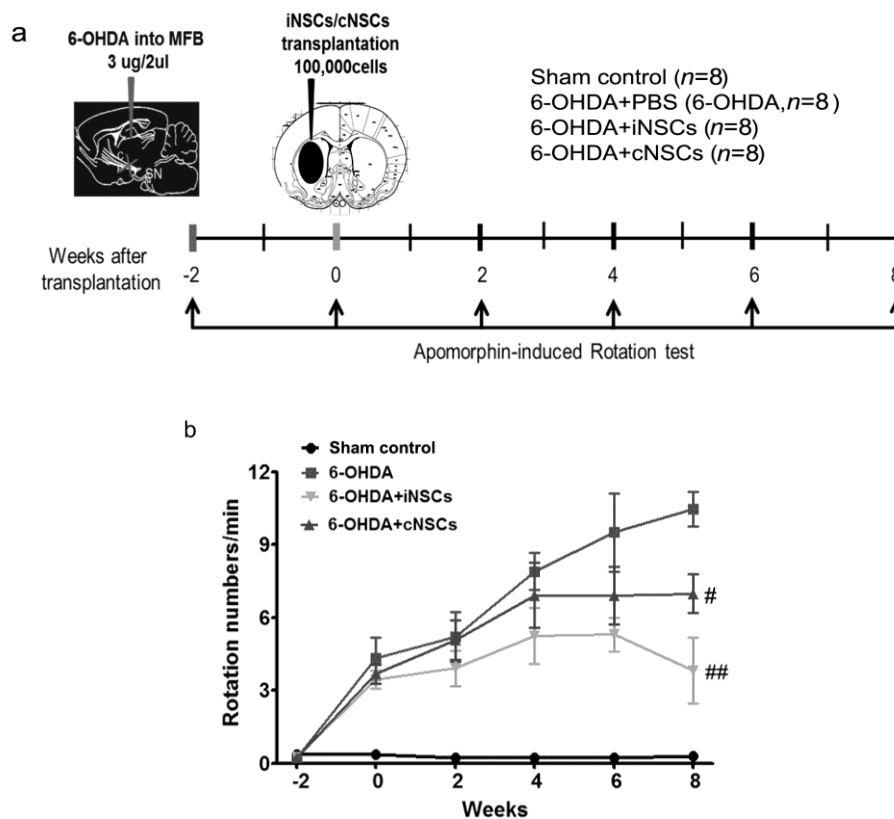 a
6-OHDA into MFB
3 ug/2ul
iNSCs/cNSCs
transplantation
100,000cells
Sham control (n=8)
6-OHDA+PBS (6-OHDA,n=8)
6-OHDA+iNSCs (n=8)
6-OHDA+cNSCs (n=8)
SN
Weeks after
transplantation
-2 0 2 4 6 8
Apomorphin-induced Rotation test
b
Sham control
6-OHDA
6-OHDA+iNSCs
6-OHDA+cNSCs
Rotation numbers/min
12
9
6
3
0
#
##
-2 0 2 4 6 8
Weeks